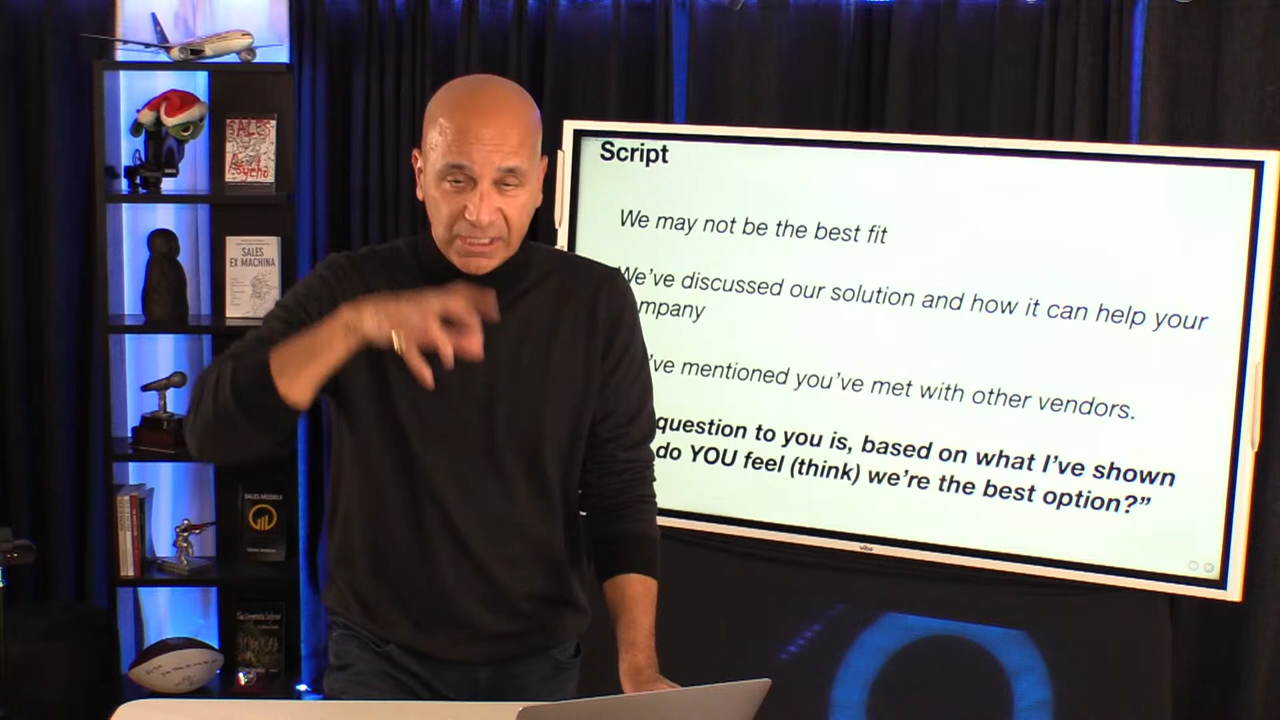 Script
We may not be the best fit
We've discussed our solution and how it can help your
mpany
've mentioned you've met with other vendors.
question to you is, based on what I've shown
do YOU feel (think) we're the best option?”
vibe
SALES
Psycho
SALES
EX MACHINA
SALES MODELS